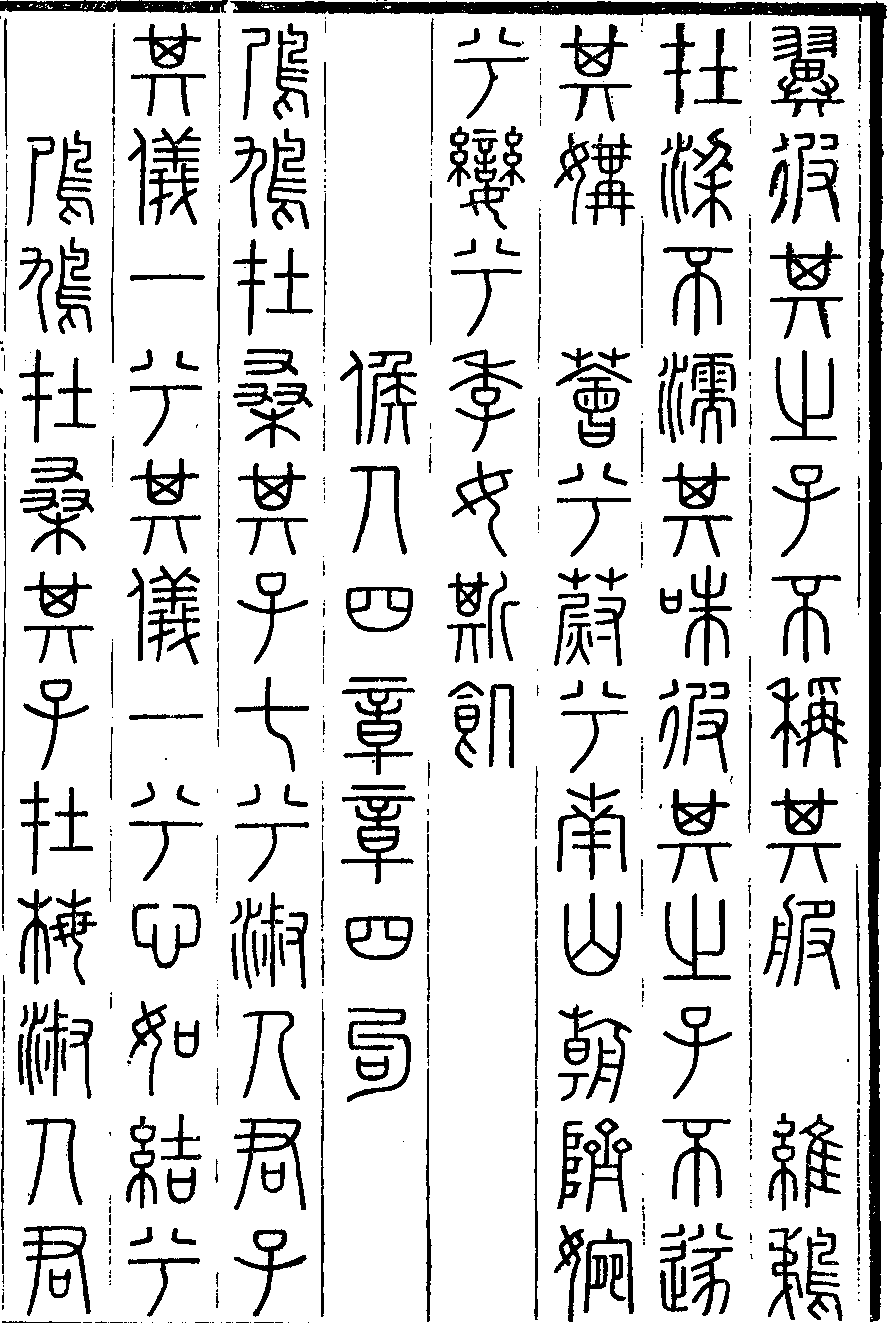 翼彼其之子不稱其服　維鵜
在梁不濡其咮彼其之子不遂
其媾　薈兮蔚兮南山朝隮婉
兮孌兮季女斯飢
候人四章章四句
鳲鳩在桑其子七兮淑人君子
其儀一兮其儀一兮心如結兮
鳲鳩在桑其子在梅淑人君